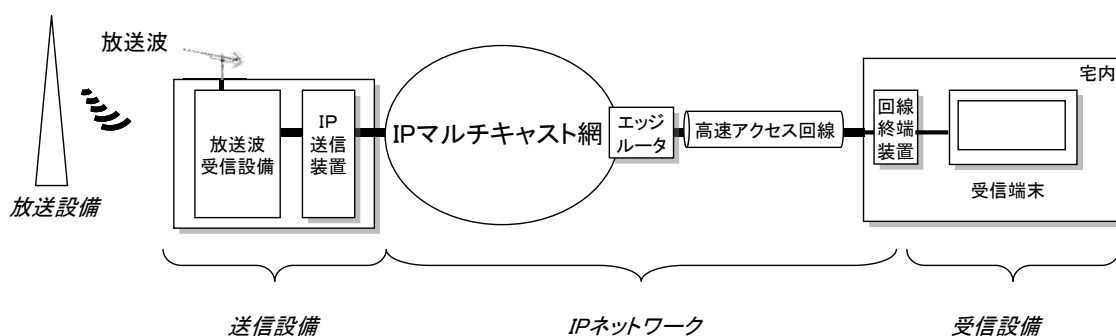 放送波
放送設備
放送波
受信設備
IP
送信
装置
IPマルチキャスト網
エッジ
ルータ
高速アクセス回線
宅内
回線
終端
装置
受信端末
送信設備
IPネットワーク
受信設備